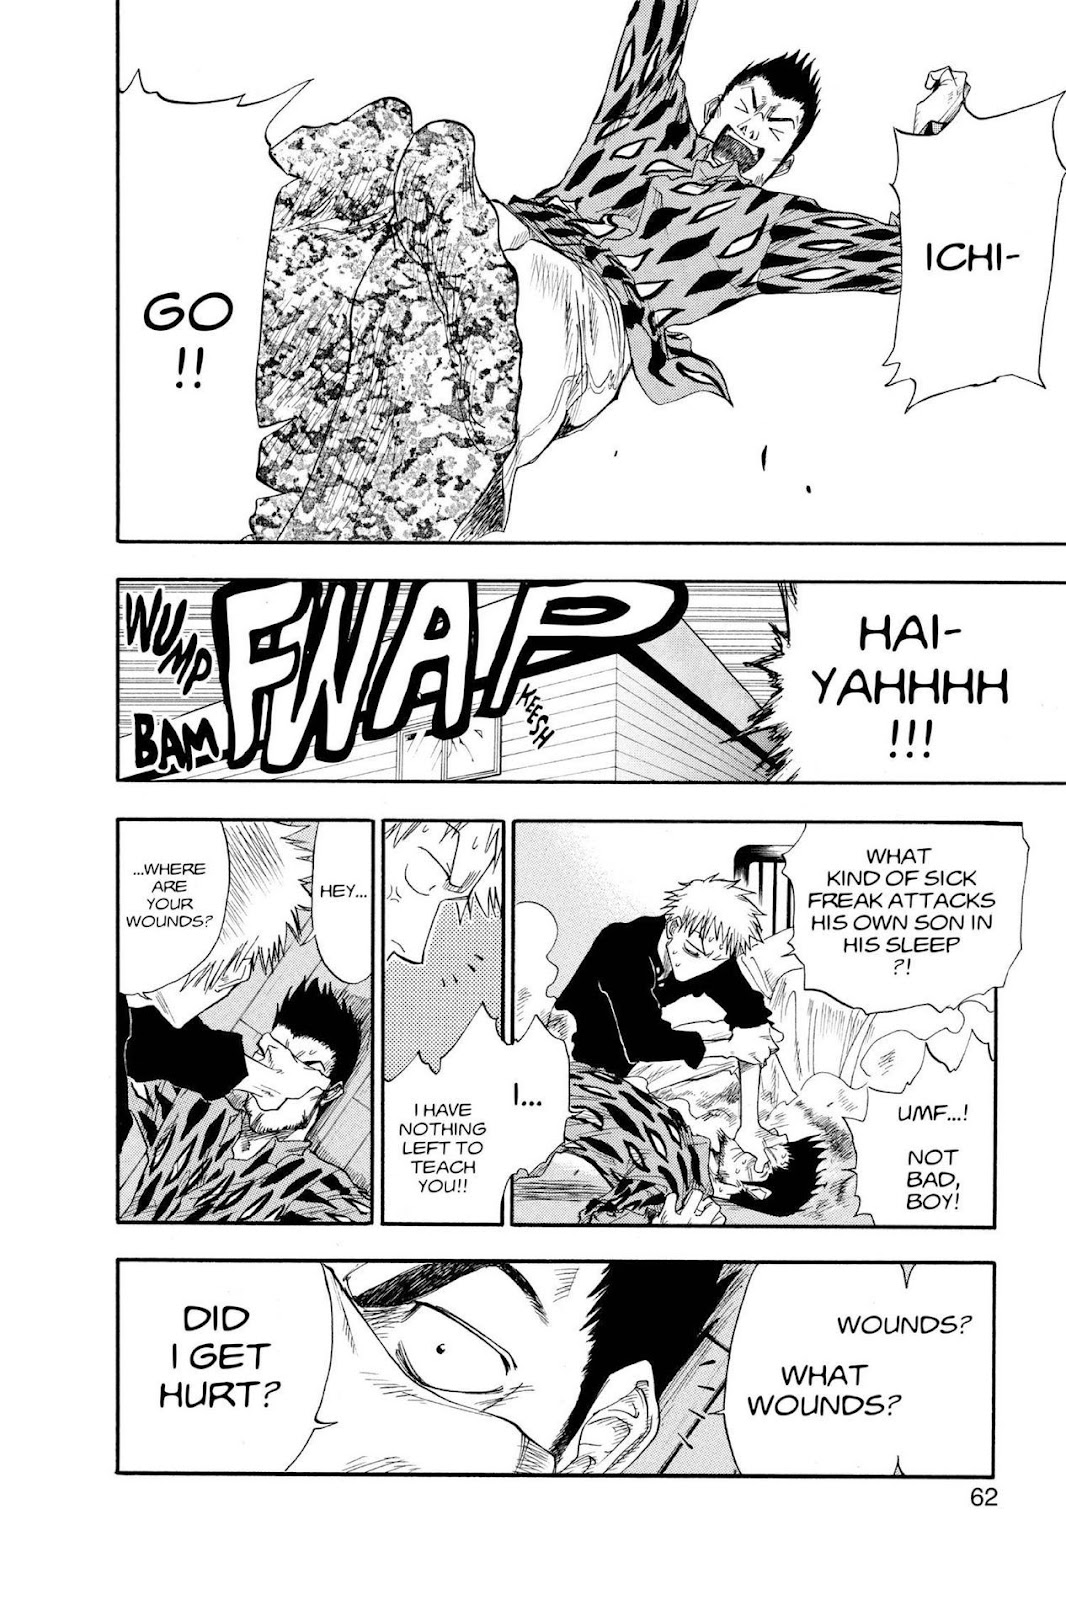 ICHI-
GO
!!
HAI-
YAHHHH
!!!
KEESH
FWAP
WUMP
BAM
WHAT
KIND OF SICK
FREAK ATTACKS
HIS OWN SON IN
HIS SLEEP
?!
UMF...!
NOT
BAD,
BOY!
I...
I HAVE
NOTHING
LEFT TO
TEACH
YOU!!
HEY...
...WHERE
ARE
YOUR
WOUNDS?
WOUNDS?
WHAT
WOUNDS?
DID
I GET
HURT?
62